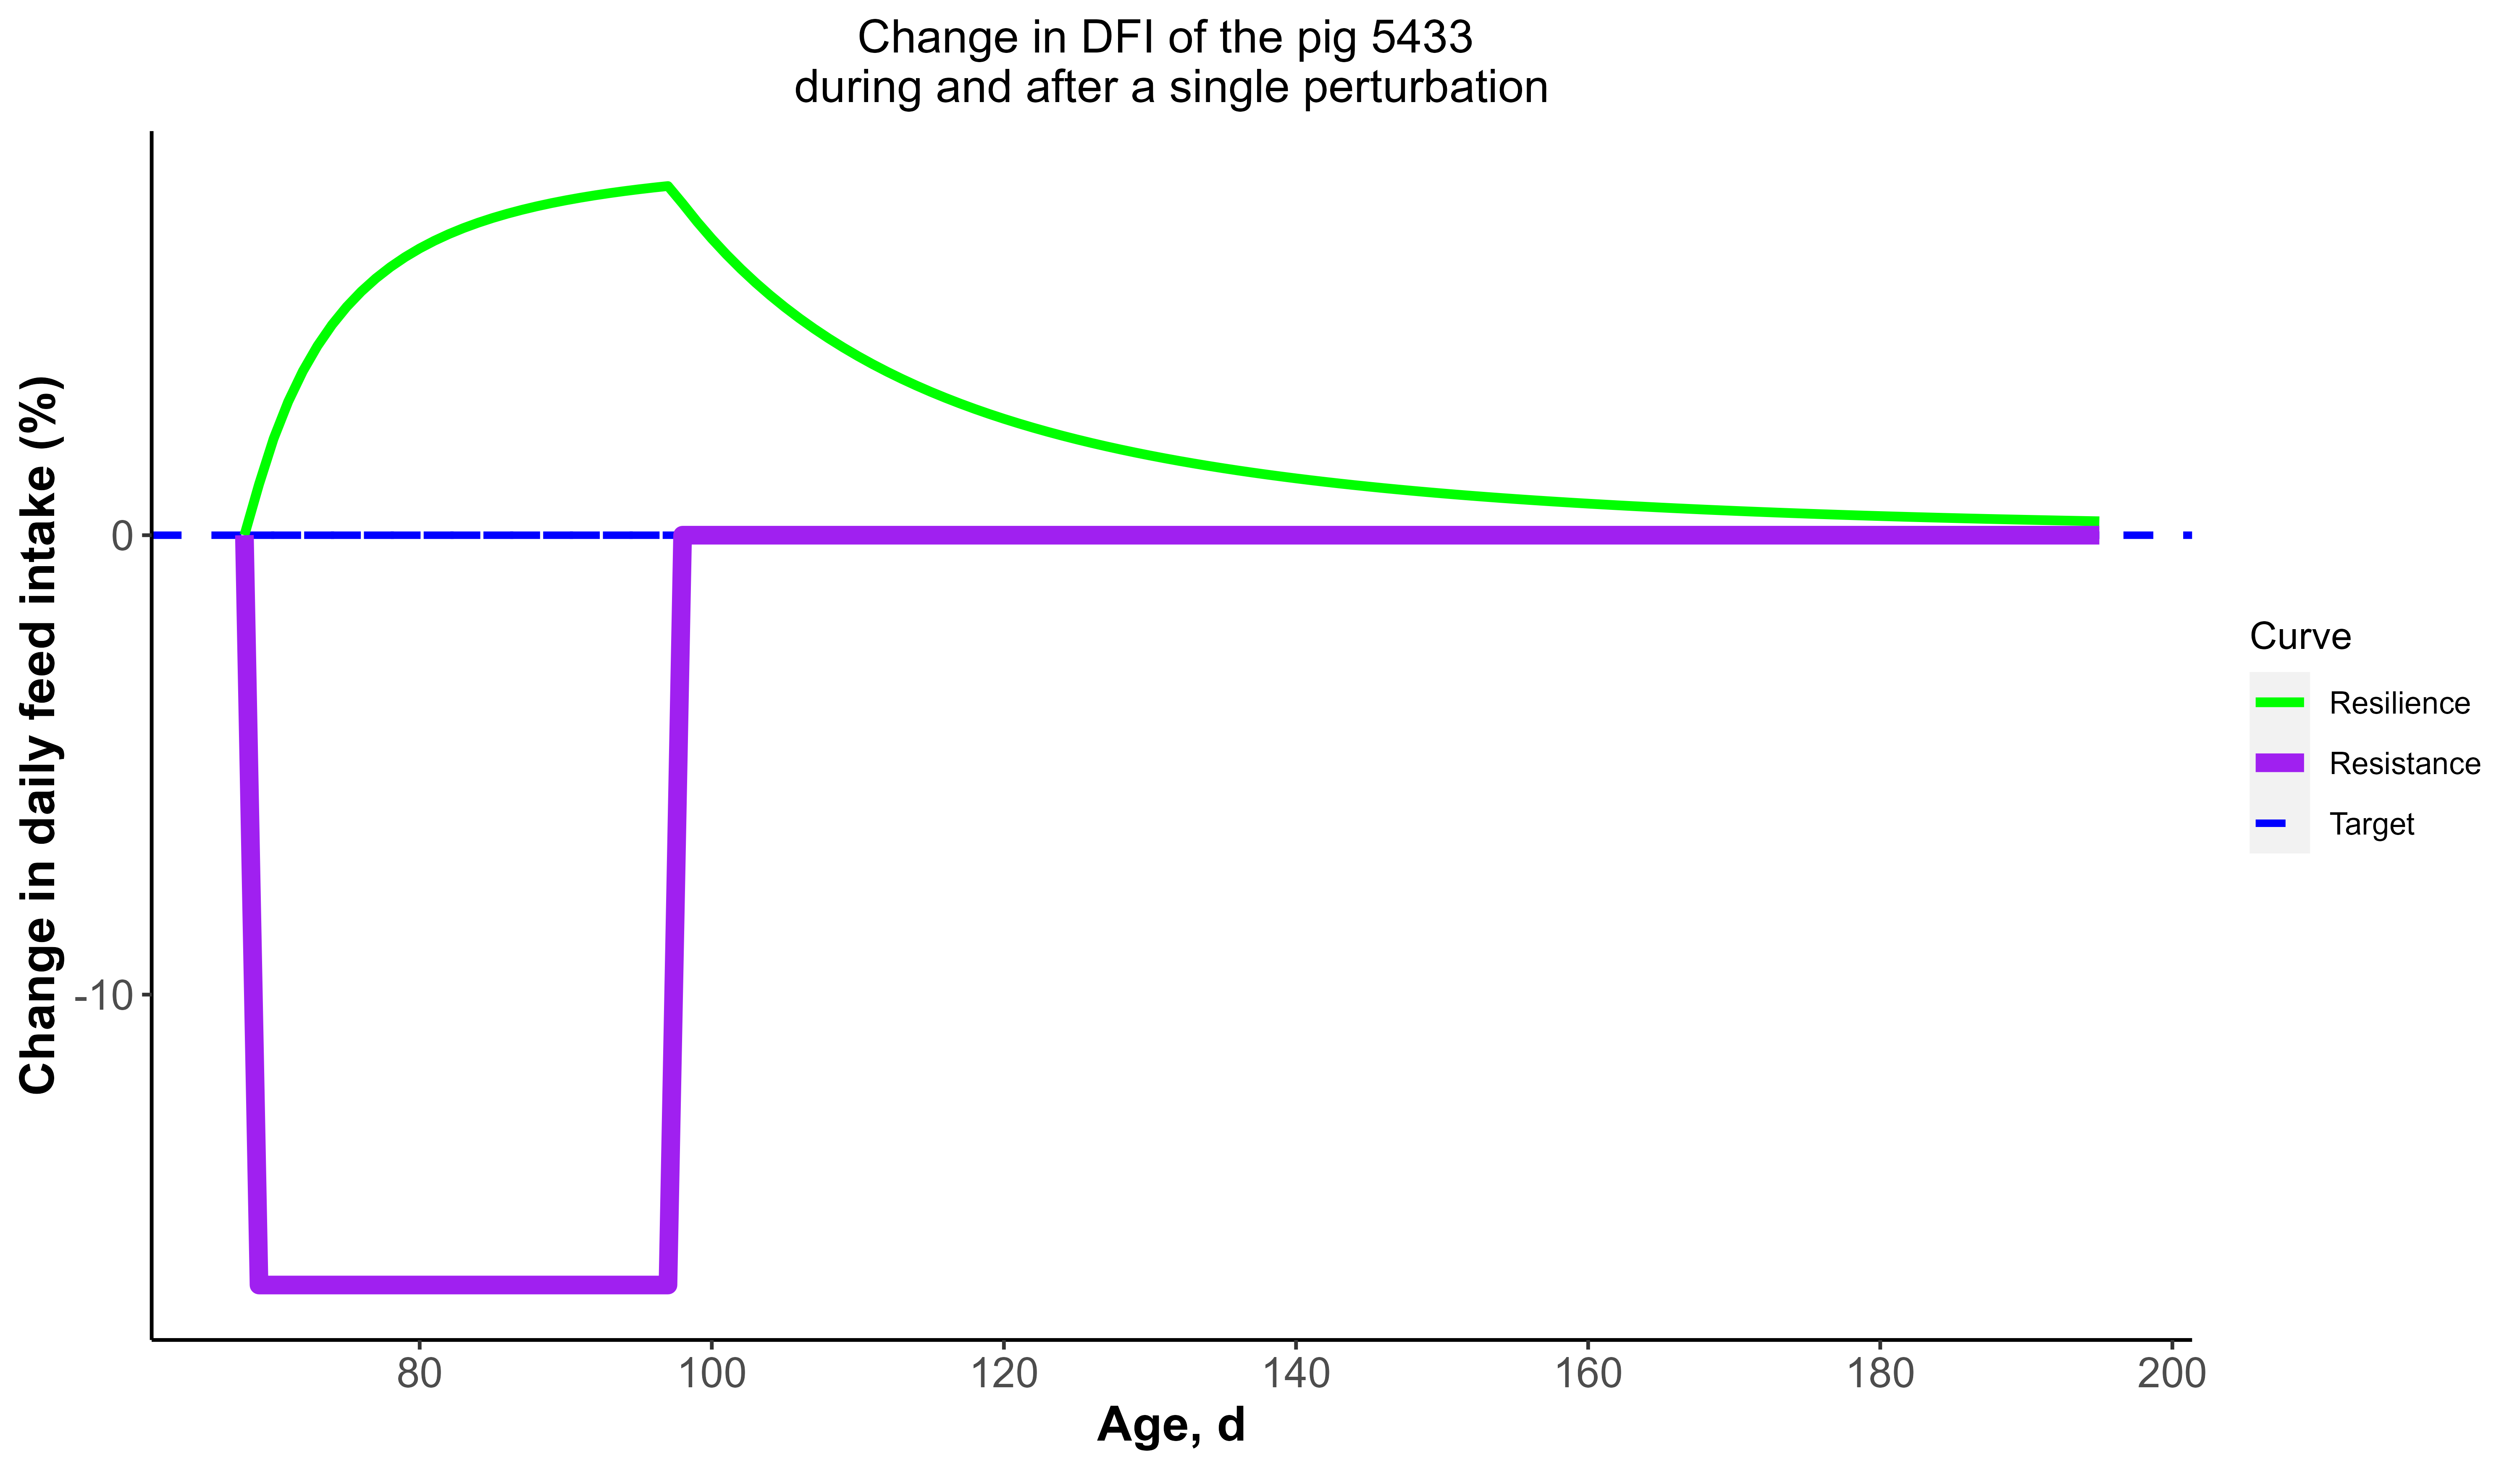 Change in DFI of the pig 5433
during and after a single perturbation
Change in daily feed intake (%)
0
-10
80
100
120
140
160
180
200
Age, d
Curve
Resilience
Resistance
Target